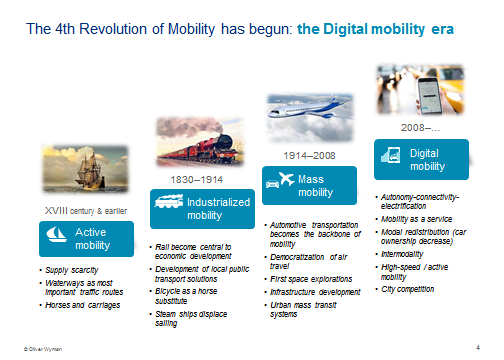 The 4th Revolution of Mobility has begun: the Digital mobility era
XVIII century & earlier
Active
mobility
• Supply scarcity
• Waterways as most
important traffic routes
• Horses and carriages
1830–1914
Industrialized
mobility
• Rail become central to
economic development
• Development of local public
transport solutions
• Bicycle as a horse
substitute
• Steam ships displace
sailing
1914–2008
Mass
mobility
• Automotive transportation
becomes the backbone of
mobility
• Democratization of air
travel
• First space explorations
• Infrastructure development
• Urban mass transit
systems
2008–...
Digital
mobility
• Autonomy-connectivity-
electrification
• Mobility as a service
• Modal redistribution (car
ownership decrease)
• Intermodality
• High-speed / active
mobility
• City competition
© Oliver Wyman
4